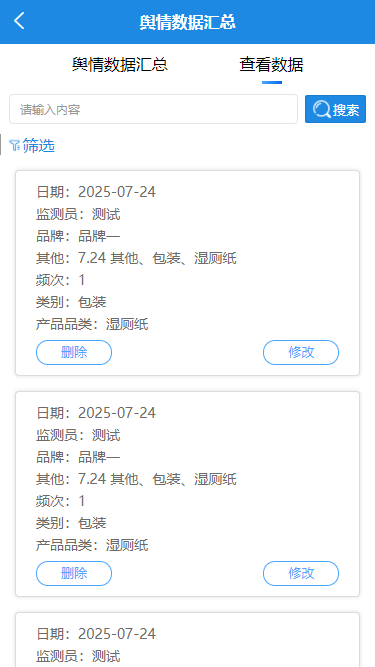 舆情数据汇总
舆情数据汇总 查看数据
请输入内容 搜索
筛选
日期：2025-07-24
监测员：测试
品牌：品牌一
其他：7.24 其他、包装、湿厕纸
频次：1
类别：包装
产品品类：湿厕纸
删除 修改
日期：2025-07-24
监测员：测试
品牌：品牌一
其他：7.24 其他、包装、湿厕纸
频次：1
类别：包装
产品品类：湿厕纸
删除 修改
日期：2025-07-24
监测员：测试